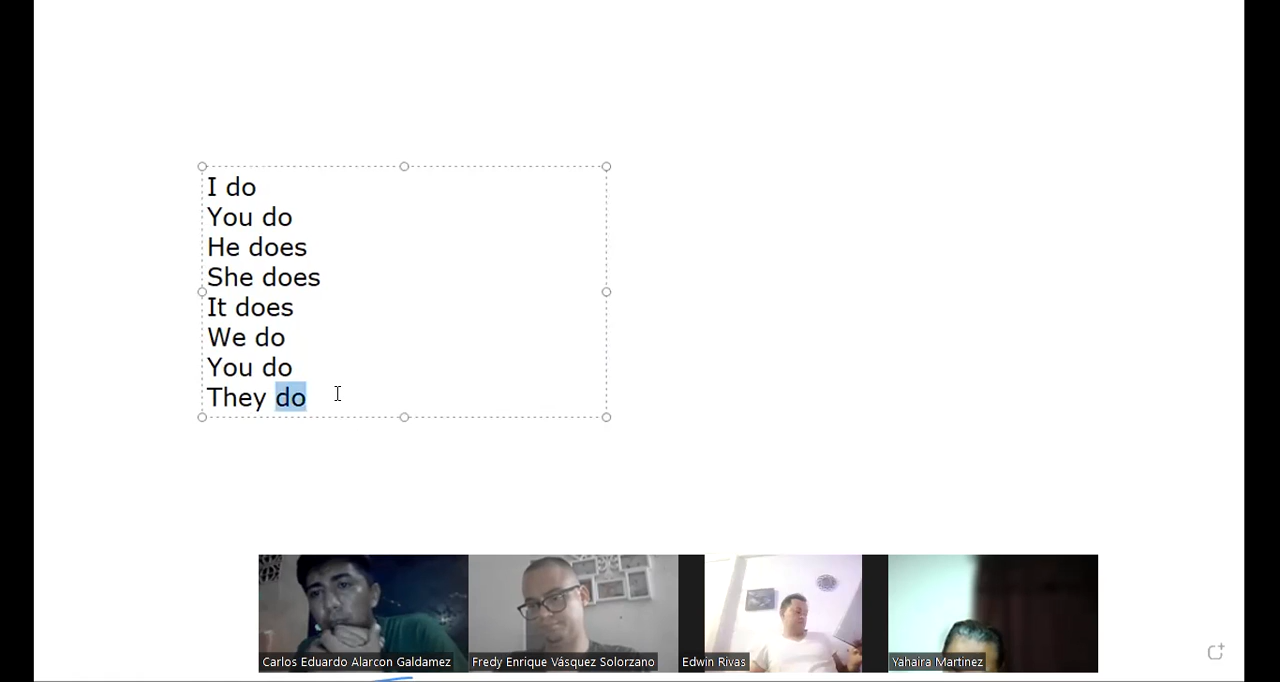 I do
You do
He does
She does
It does
We do
You do
They do
Carlos Eduardo Alarcon Galdamez
Fredy Enrique Vásquez Solorzano
Edwin Rivas
Yahaira Martinez